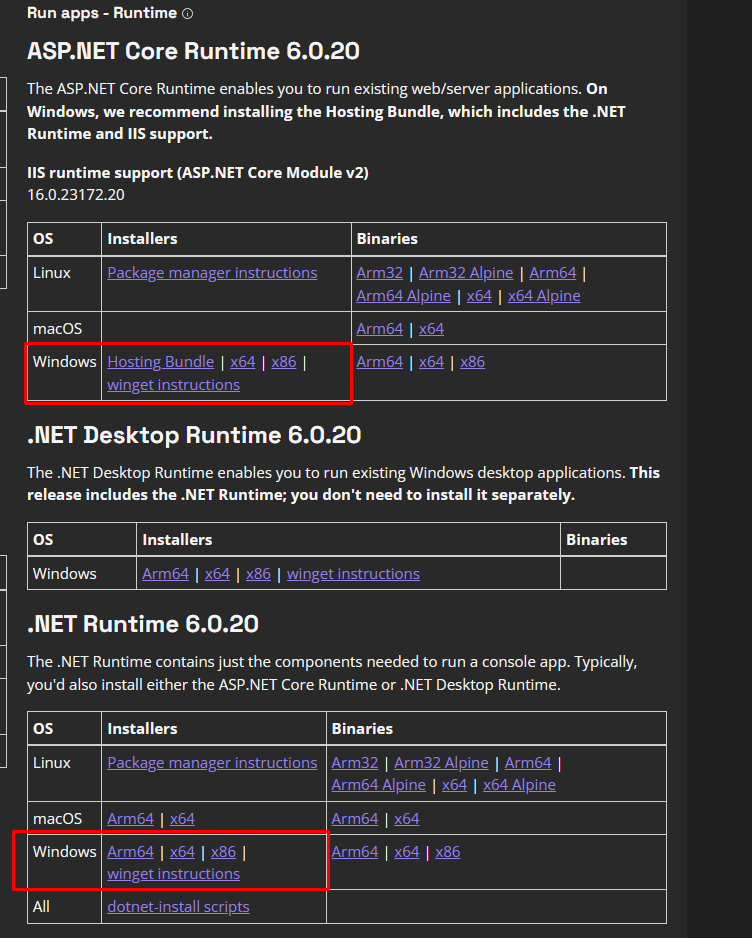 Run apps - Runtime
ASP.NET Core Runtime 6.0.20
The ASP.NET Core Runtime enables you to run existing web/server applications. On
Windows, we recommend installing the Hosting Bundle, which includes the .NET
Runtime and IIS support.
IIS runtime support (ASP.NET Core Module v2)
16.0.23172.20
OS Installers Binaries
Linux Package manager instructions Arm32 | Arm32 Alpine | Arm64 |
Arm64 Alpine | x64 | x64 Alpine
macOS Arm64 | x64
Windows Hosting Bundle | x64 | x86 | Arm64 | x64 | x86
winget instructions
.NET Desktop Runtime 6.0.20
The .NET Desktop Runtime enables you to run existing Windows desktop applications. This
release includes the .NET Runtime; you don't need to install it separately.
OS Installers Binaries
Windows Arm64 | x64 | x86 | winget instructions
.NET Runtime 6.0.20
The .NET Runtime contains just the components needed to run a console app. Typically,
you'd also install either the ASP.NET Core Runtime or .NET Desktop Runtime.
OS Installers Binaries
Linux Package manager instructions Arm32 | Arm32 Alpine | Arm64 |
Arm64 Alpine | x64 | x64 Alpine
macOS Arm64 | x64 Arm64 | x64
Windows Arm64 | x64 | x86 | Arm64 | x64 | x86
winget instructions
All dotnet-install scripts